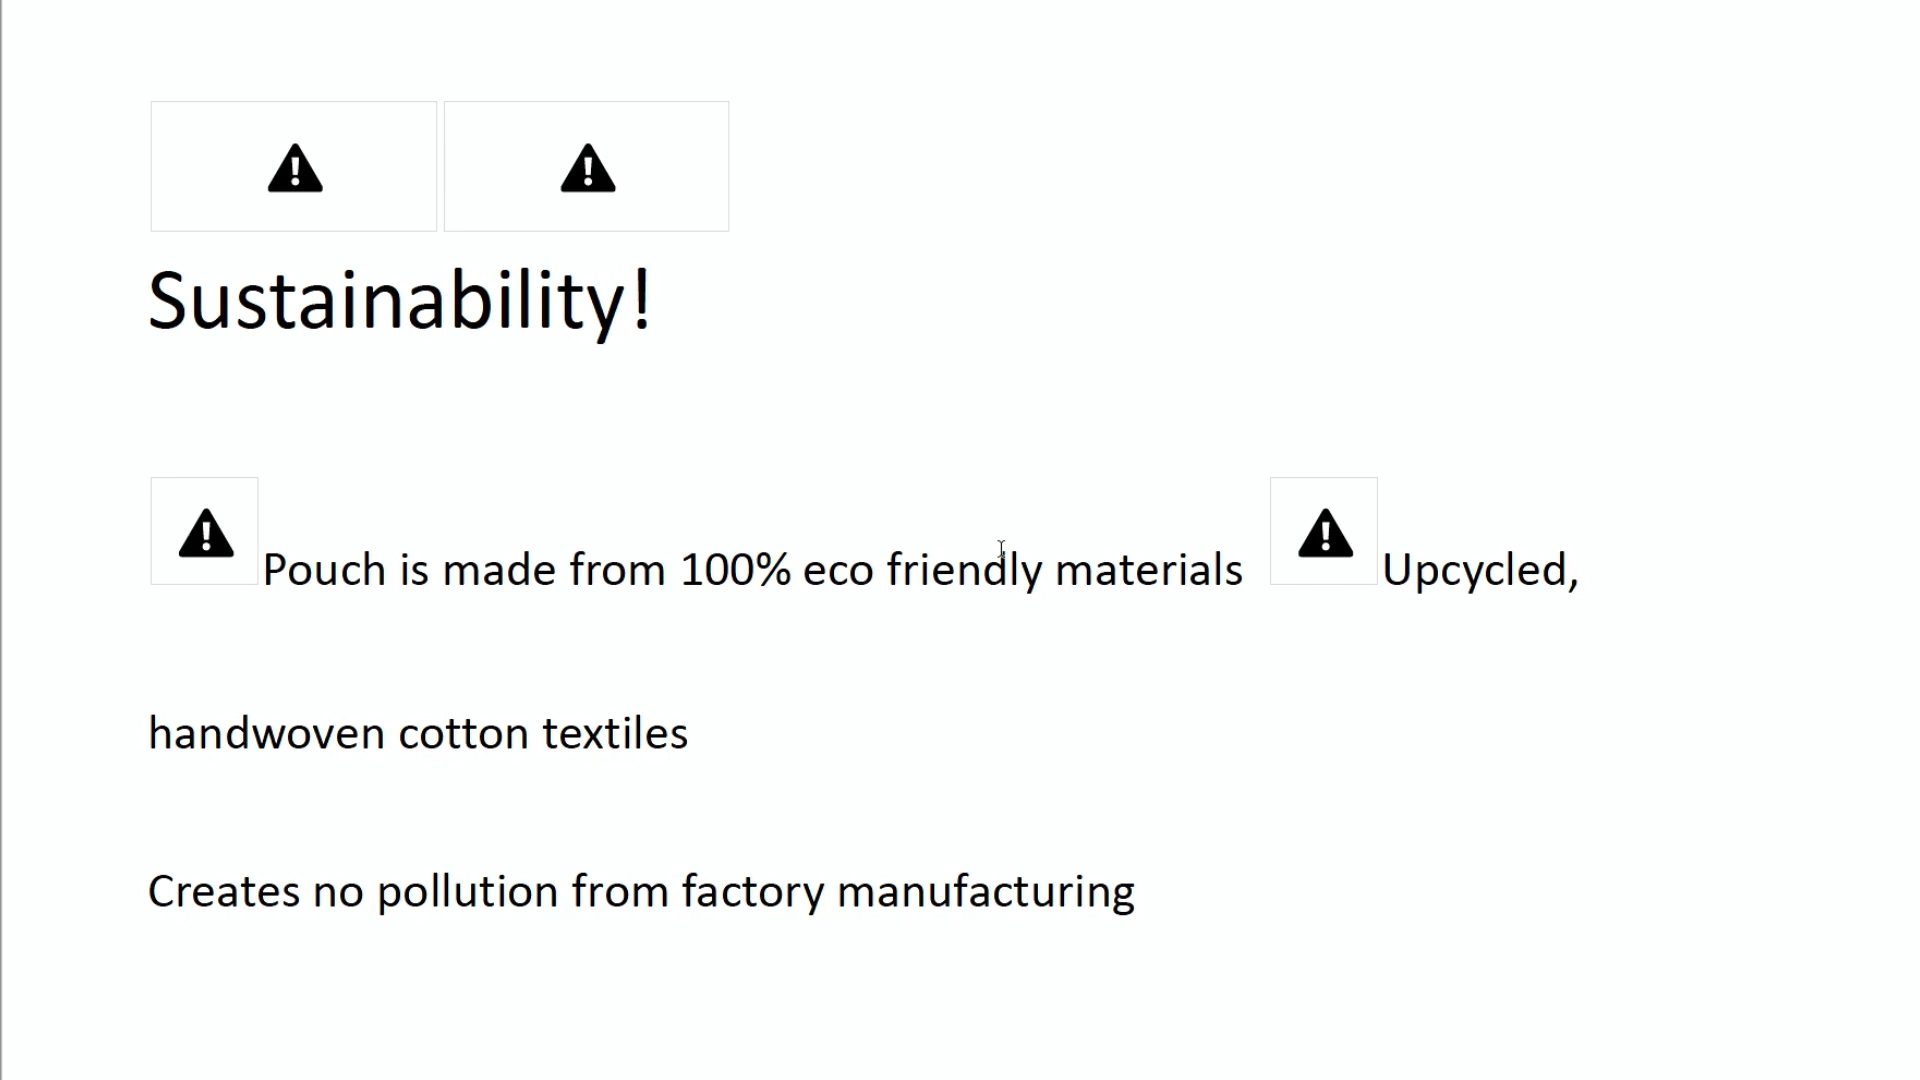 Sustainability!
Pouch is made from 100% eco friendly materials Upcycled,
handwoven cotton textiles
Creates no pollution from factory manufacturing